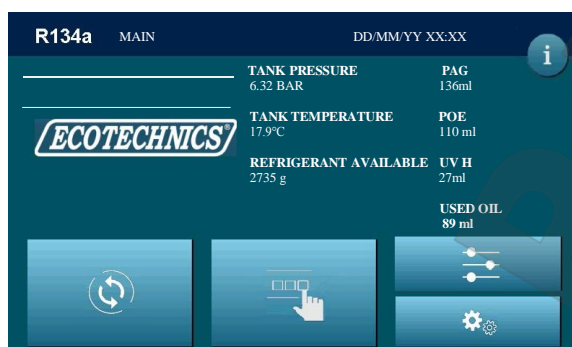 R134a MAIN DD/MM/YY XX:XX
i
TANK PRESSURE
6.32 BAR
PAG
136ml
TANK TEMPERATURE
17.9°C
POE
110 ml
ECOTECHNICS®
REFRIGERANT AVAILABLE
2735 g
UV H
27ml
USED OIL
89 ml